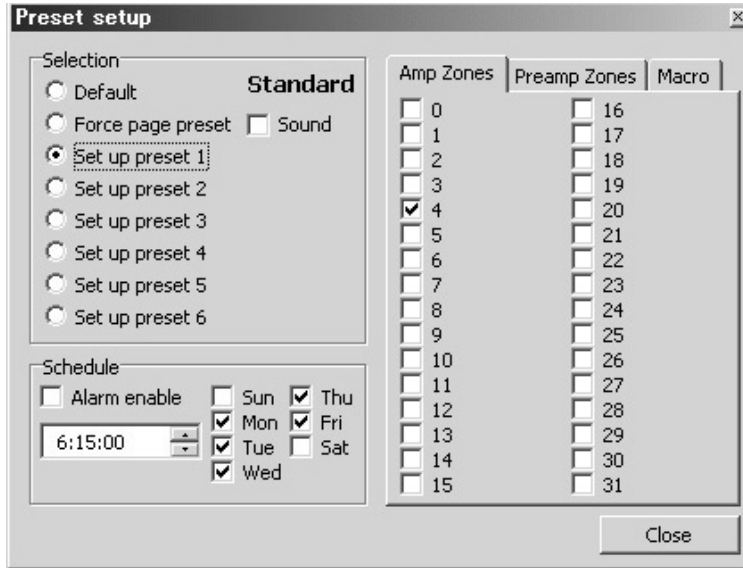 Preset setup
Selection
Standard
Default
Force page preset
Sound
Set up preset 1
Set up preset 2
Set up preset 3
Set up preset 4
Set up preset 5
Set up preset 6
Schedule
Alarm enable
6:15:00
Sun
Mon
Tue
Wed
Thu
Fri
Sat
Amp Zones
Preamp Zones
Macro
0
1
2
3
4
5
6
7
8
9
10
11
12
13
14
15
16
17
18
19
20
21
22
23
24
25
26
27
28
29
30
31
Close